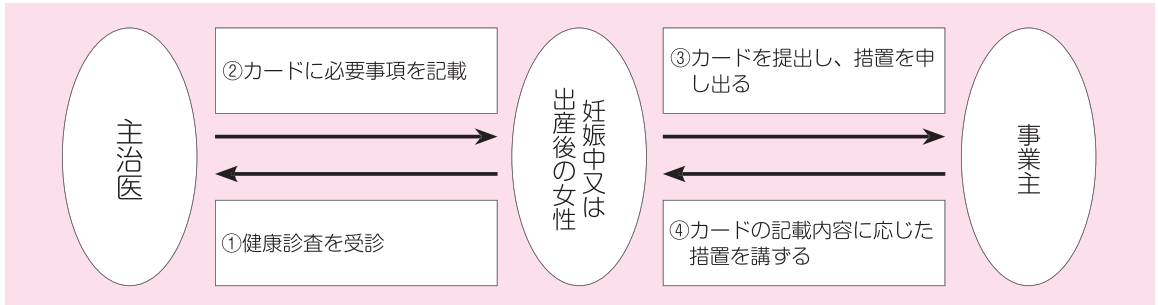 主治医
②カードに必要事項を記載
①健康診査を受診
妊娠中又は
出産後の女性
③カードを提出し、措置を申
し出る
④カードの記載内容に応じた
措置を講ずる
事業主